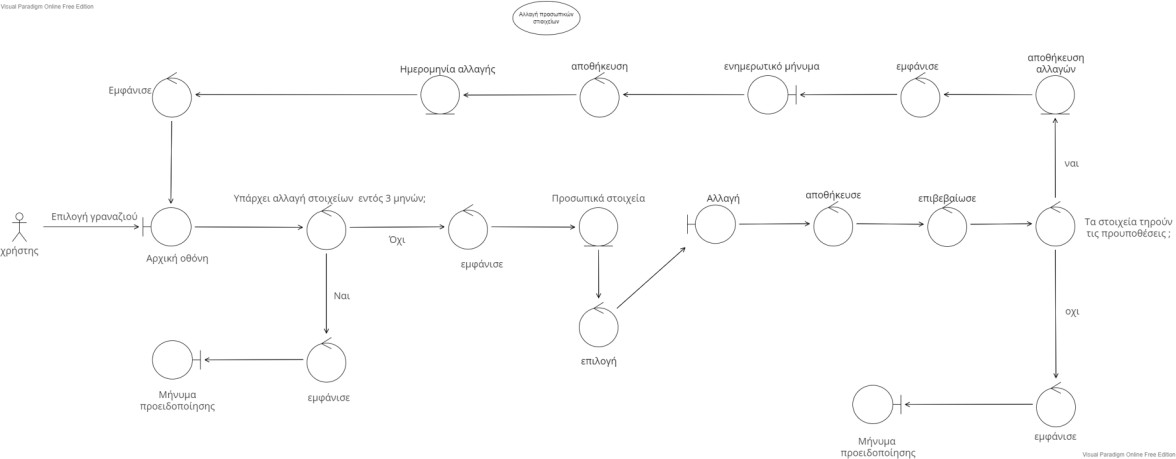 Visual Paradigm Online Free Edition
Αλλαγή προσωπικών
στοιχείων
Εμφάνισε
Ημερομηνία αλλαγής
αποθήκευση
ενημερωτικό μήνυμα
εμφάνισε
αποθήκευση
αλλαγών
ναι
χρήστης
Επιλογή γραναζιού
Αρχική οθόνη
Υπάρχει αλλαγή στοιχείων εντός 3 μηνών;
Όχι
εμφάνισε
Προσωπικά στοιχεία
Αλλαγή
αποθήκευσε
επιβεβαίωσε
Τα στοιχεία τηρούν
τις προυποθέσεις ;
Ναι
επιλογή
οχι
Μήνυμα
προειδοποίησης
εμφάνισε
Μήνυμα
προειδοποίησης
εμφάνισε
Visual Paradigm Online Free Edition